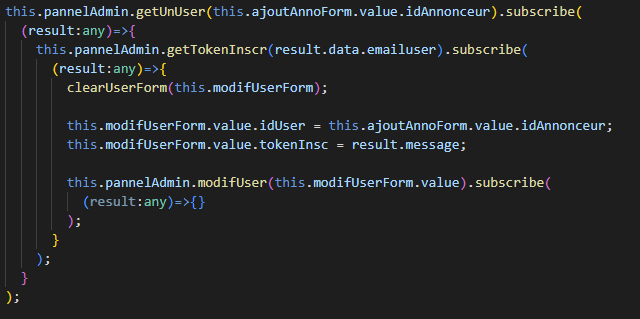 this.pannelAdmin.getUnUser(this.ajoutAnnoForm.value.idAnnonceur).subscribe(
(result:any)=>{
this.pannelAdmin.getTokenInscr(result.data.emailuser).subscribe(
(result:any)=>{
clearUserForm(this.modifUserForm);
this.modifUserForm.value.idUser = this.ajoutAnnoForm.value.idAnnonceur;
this.modifUserForm.value.tokenInsc = result.message;
this.pannelAdmin.modifUser(this.modifUserForm.value).subscribe(
(result:any)=>{}
);
}
);
}
);